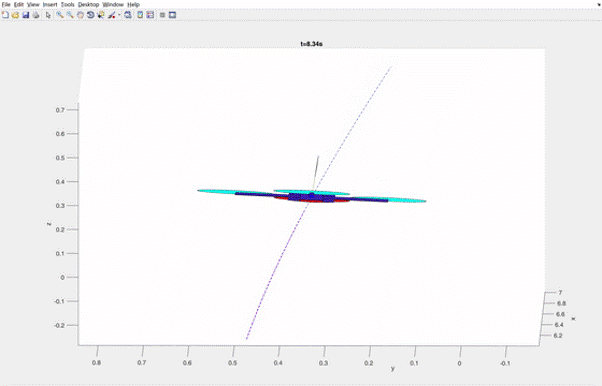 File Edit View Insert Tools Desktop Window Help
t=8.34s
0.7
0.6
0.5
0.4
0.3
0.2
0.1
0
-0.1
-0.2
z
0.8 0.7 0.6 0.5 0.4 0.3 0.2 0.1 0 -0.1
y
7
6.8
6.6
6.4
6.2
x